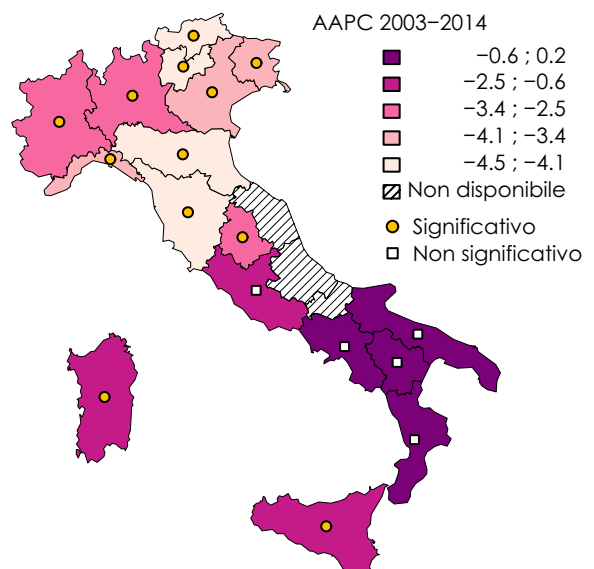 AAPC 2003−2014
−0.6 ; 0.2
−2.5 ; −0.6
−3.4 ; −2.5
−4.1 ; −3.4
−4.5 ; −4.1
Non disponibile
Significativo
Non significativo